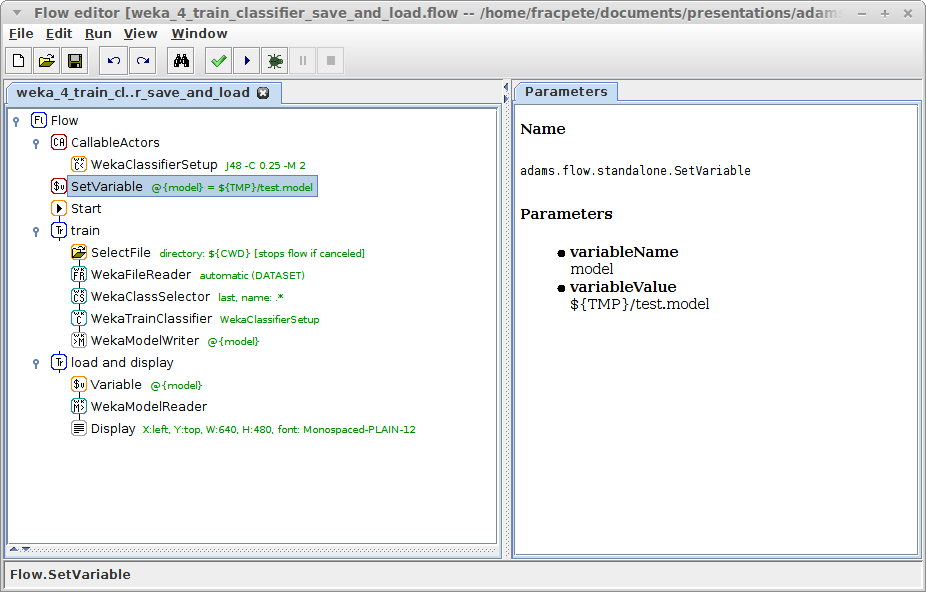 Flow editor [weka_4_train_classifier_save_and_load.flow -- /home/fracpete/documents/presentations/adams
File Edit Run View Window
weka_4_train_cl..r_save_and_load
Parameters
Fl Flow
CA CallableActors
WekaClassifierSetup J48 -C 0.25 -M 2
$v SetVariable @{model} = ${TMP}/test.model
Start
Tr train
SelectFile directory: ${CWD} [stops flow if canceled]
WekaFileReader automatic (DATASET)
WekaClassSelector last, name: .*
WekaTrainClassifier WekaClassifierSetup
WekaModelWriter @{model}
Tr load and display
$v Variable @{model}
WekaModelReader
Display X:left, Y:top, W:640, H:480, font: Monospaced-PLAIN-12
Name
adams.flow.standalone.SetVariable
Parameters
variableName
model
variableValue
${TMP}/test.model
Flow.SetVariable